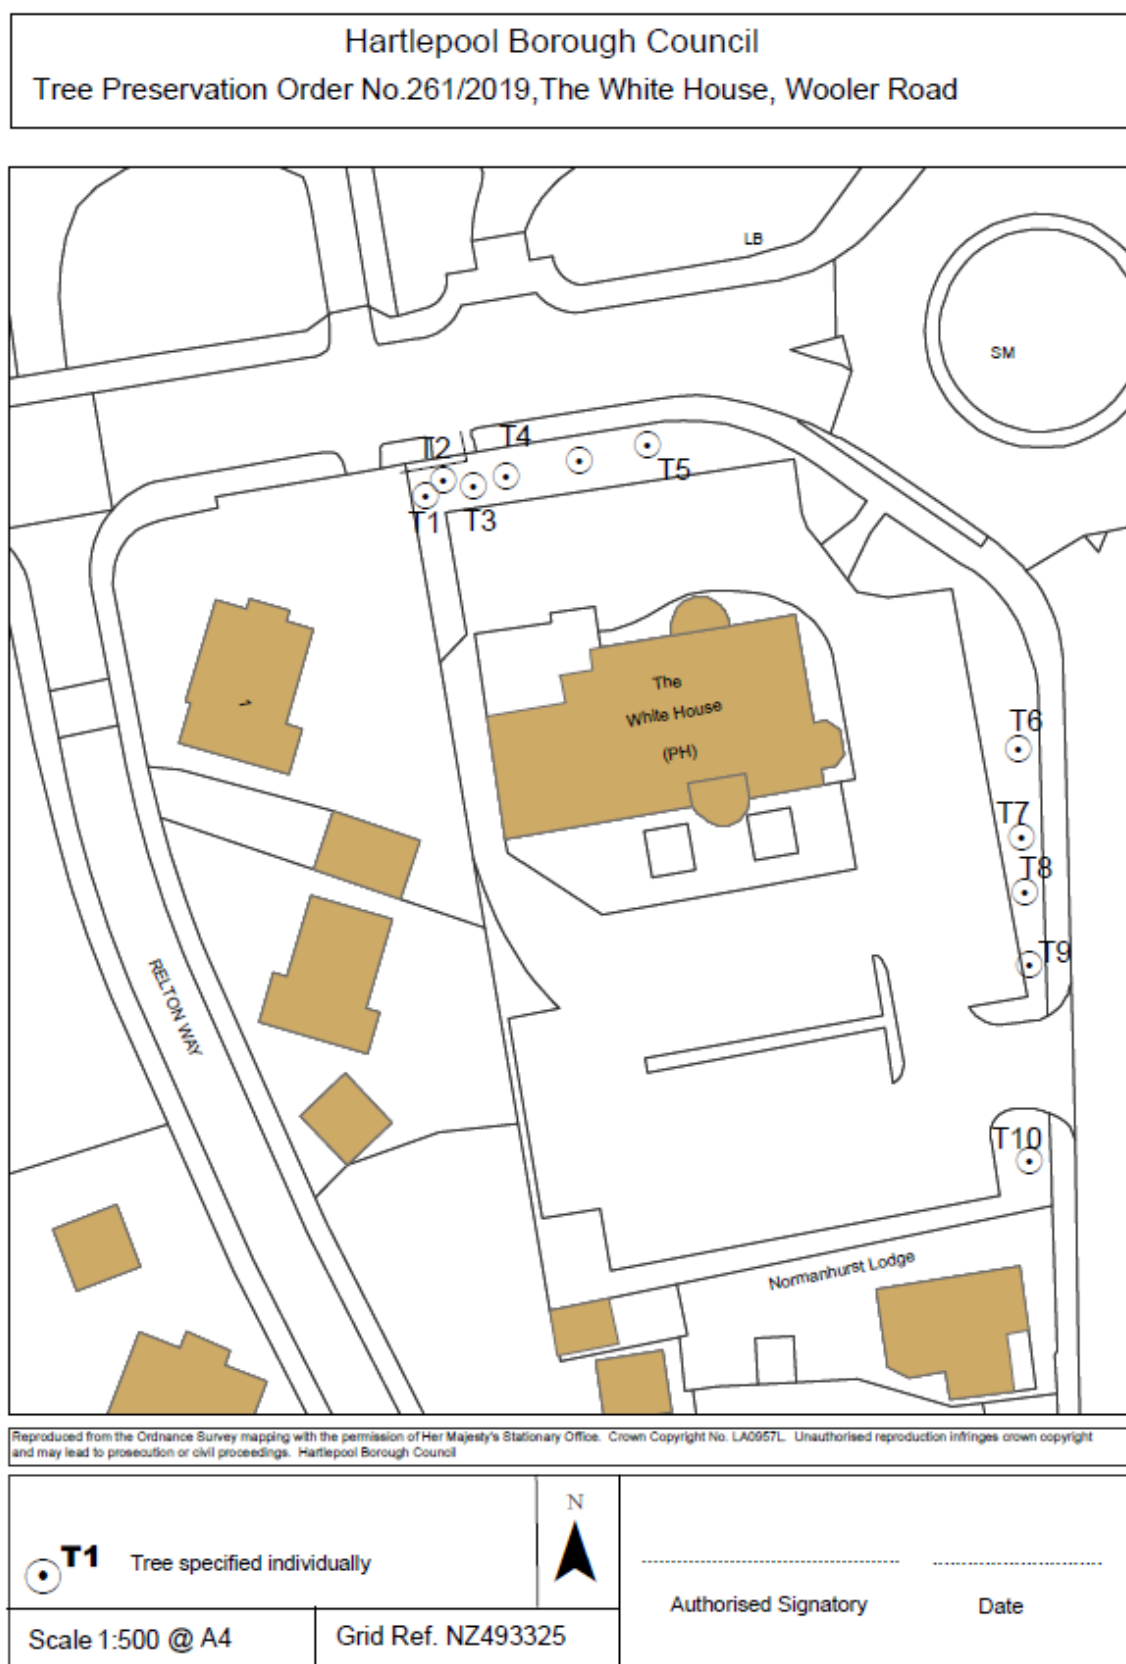 Hartlepool Borough Council
Tree Preservation Order No.261/2019,The White House, Wooler Road
LB
SM
T2
T4
T5
T1
T3
1
The
White House
(PH)
T6
T7
T8
T9
RELTON WAY
T10
Normanhurst Lodge
Reproduced from the Ordnance Survey mapping with the permission of Her Majesty's Stationary Office. Crown Copyright No. LA0957L. Unauthorised reproduction infringes crown copyright
and may lead to prosecution or civil proceedings. Hartlepool Borough Council
T1 Tree specified individually
N
Authorised Signatory
Date
Scale 1:500 @ A4
Grid Ref. NZ493325